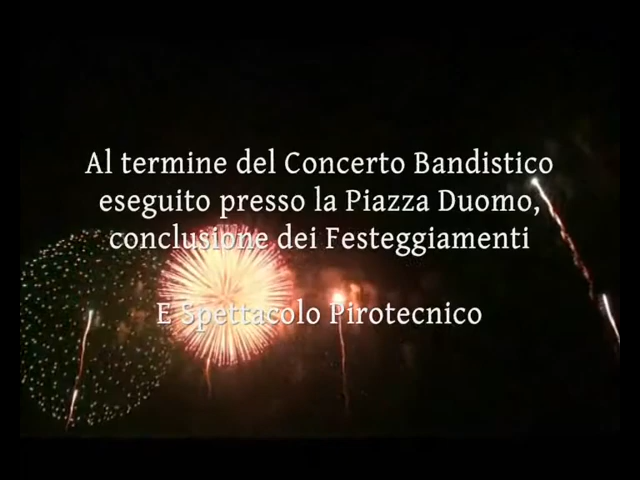 Al termine del Concerto Bandistico
eseguito presso la Piazza Duomo,
conclusione dei Festeggiamenti
E Spettacolo Pirotecnico